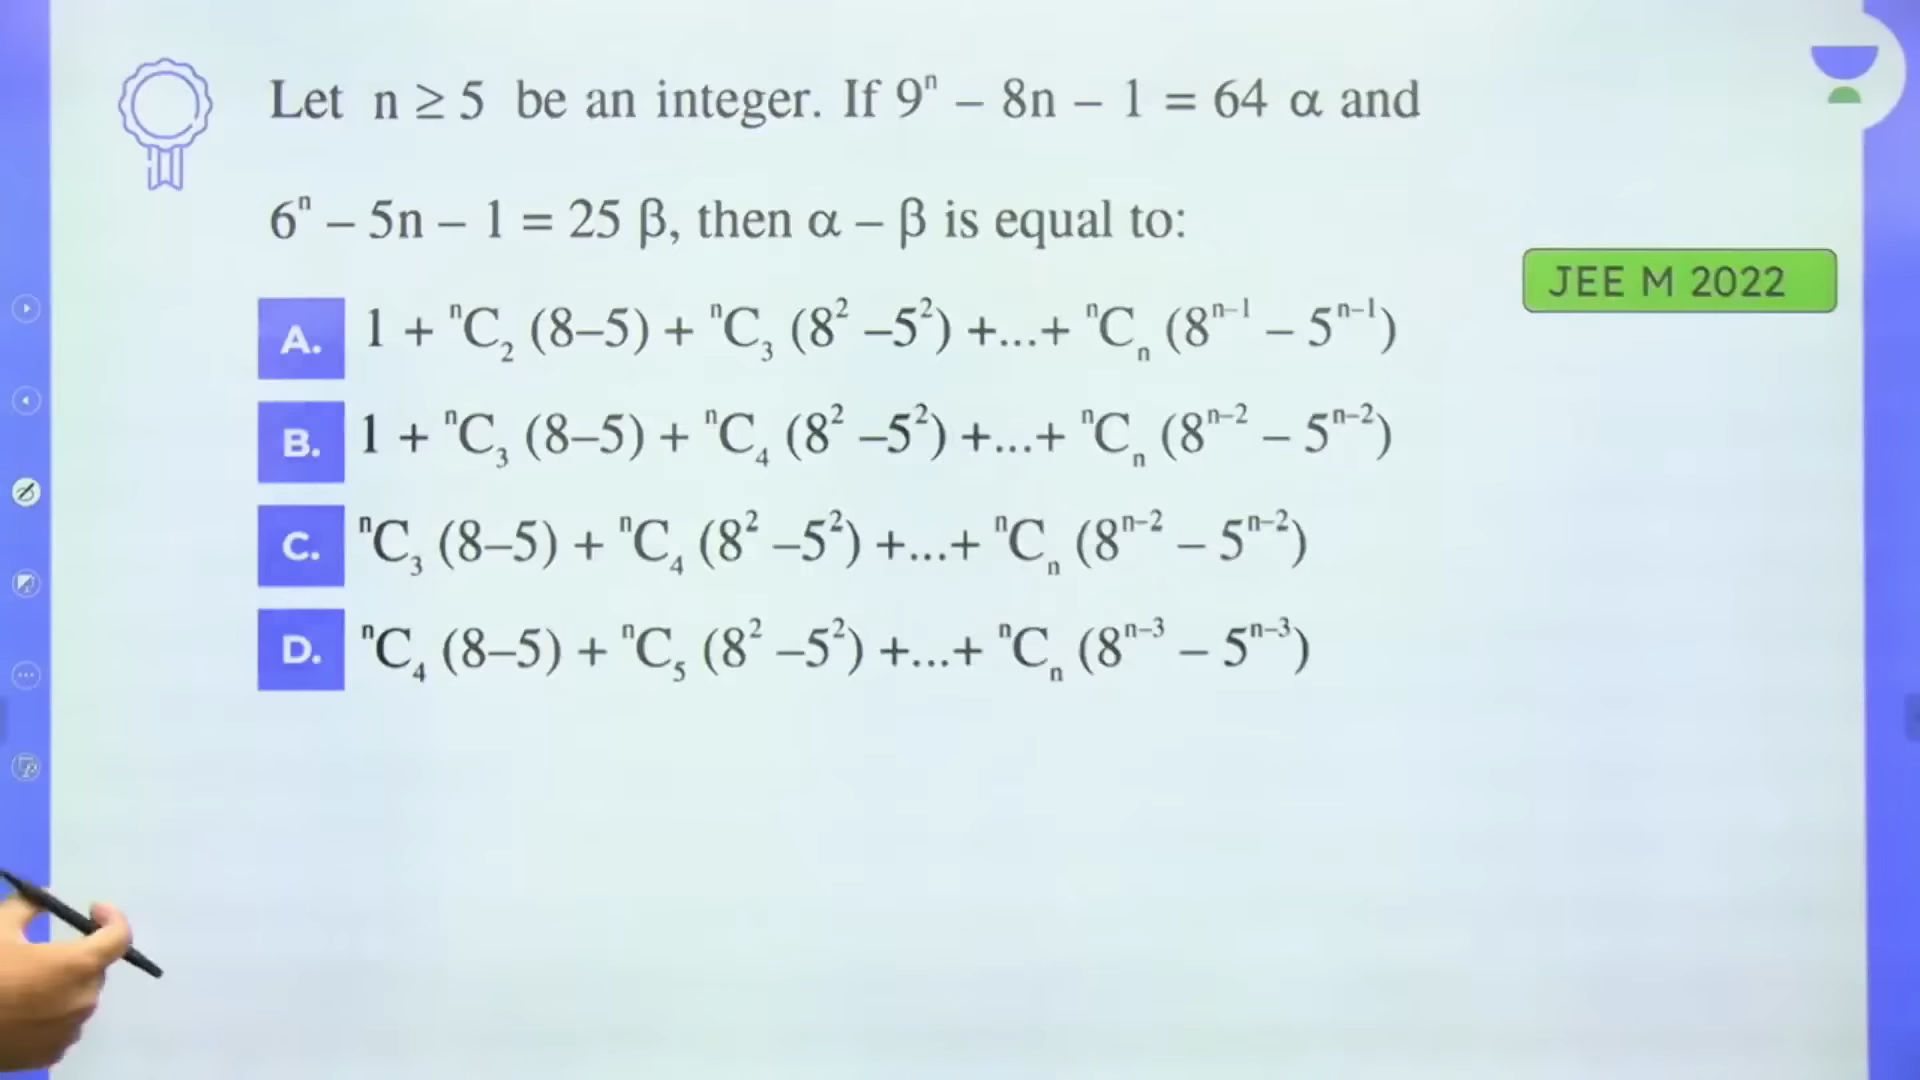 Let n ≥ 5 be an integer. If 9ⁿ – 8n – 1 = 64 α and
6ⁿ – 5n – 1 = 25 β, then α – β is equal to:
JEE M 2022
A. 1 + ⁿC₂ (8–5) + ⁿC₃ (8² –5²) +...+ ⁿCₙ (8ⁿ⁻¹ – 5ⁿ⁻¹)
B. 1 + ⁿC₃ (8–5) + ⁿC₄ (8² –5²) +...+ ⁿCₙ (8ⁿ⁻² – 5ⁿ⁻²)
C. ⁿC₃ (8–5) + ⁿC₄ (8² –5²) +...+ ⁿCₙ (8ⁿ⁻² – 5ⁿ⁻²)
D. ⁿC₄ (8–5) + ⁿC₅ (8² –5²) +...+ ⁿCₙ (8ⁿ⁻³ – 5ⁿ⁻³)